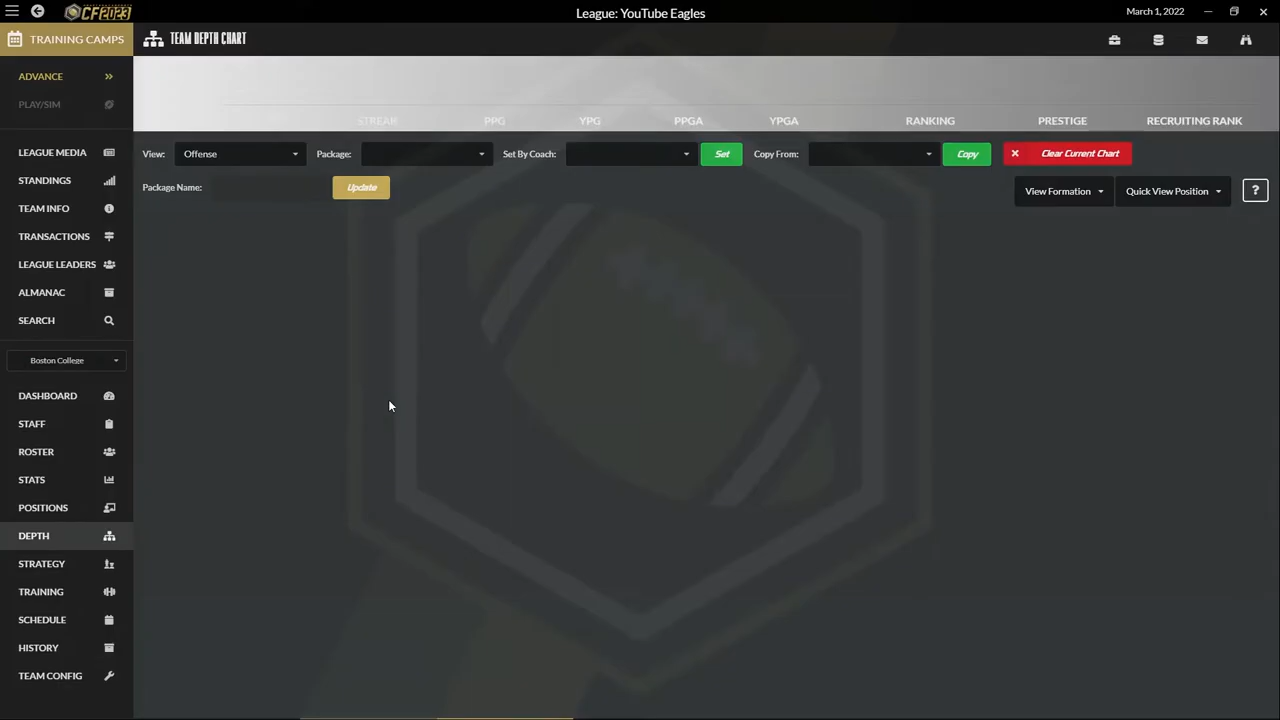 CF2023
League: YouTube Eagles
March 1, 2022
TRAINING CAMPS
TEAM DEPTH CHART
ADVANCE
PLAY/SIM
STREAK PPG YPG PPGA YPGA RANKING PRESTIGE RECRUITING RANK
View: Offense Package: Set By Coach: Set Copy From: Copy Clear Current Chart
Package Name: Update View Formation Quick View Position ?
LEAGUE MEDIA
STANDINGS
TEAM INFO
TRANSACTIONS
LEAGUE LEADERS
ALMANAC
SEARCH
Boston College
DASHBOARD
STAFF
ROSTER
STATS
POSITIONS
DEPTH
STRATEGY
TRAINING
SCHEDULE
HISTORY
TEAM CONFIG